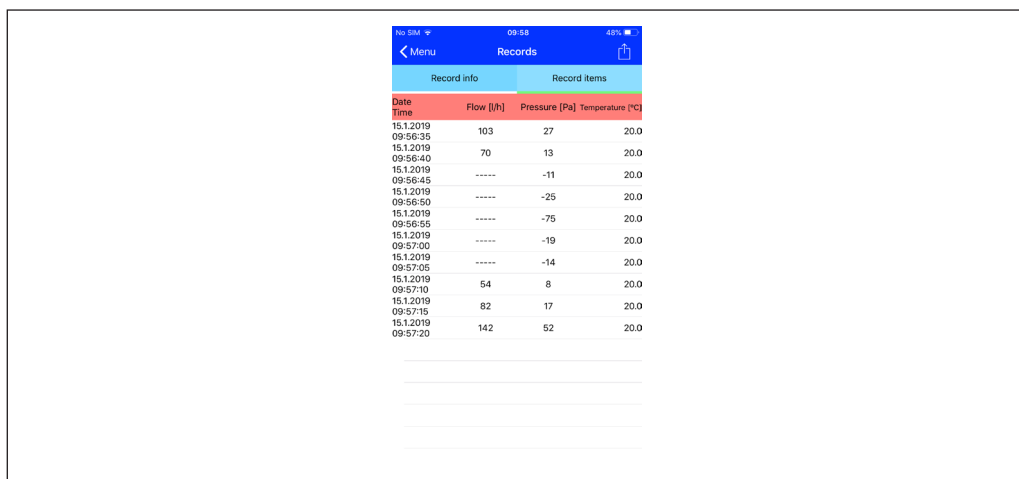 No SIM 09:58 48%
Menu Records
Record info Record items
Date Time Flow [l/h] Pressure [Pa] Temperature [°C]
15.1.2019
09:56:35 103 27 20.0
15.1.2019
09:56:40 70 13 20.0
15.1.2019
09:56:45 ----- -11 20.0
15.1.2019
09:56:50 ----- -25 20.0
15.1.2019
09:56:55 ----- -75 20.0
15.1.2019
09:57:00 ----- -19 20.0
15.1.2019
09:57:05 ----- -14 20.0
15.1.2019
09:57:10 54 8 20.0
15.1.2019
09:57:15 82 17 20.0
15.1.2019
09:57:20 142 52 20.0